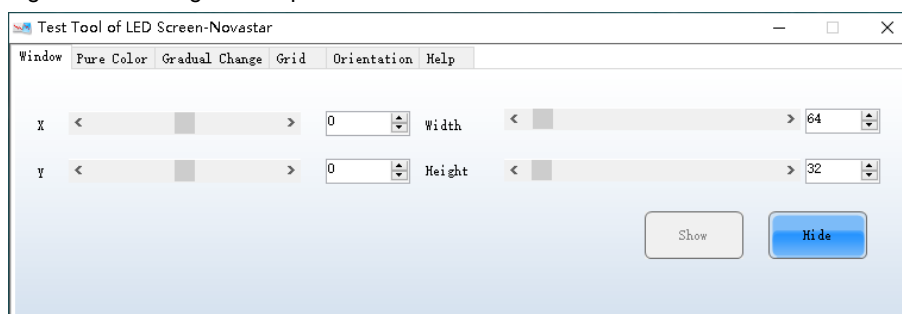 Test Tool of LED Screen-Novastar
Window Pure Color Gradual Change Grid Orientation Help
X 0 Width 64
Y 0 Height 32
Show Hide